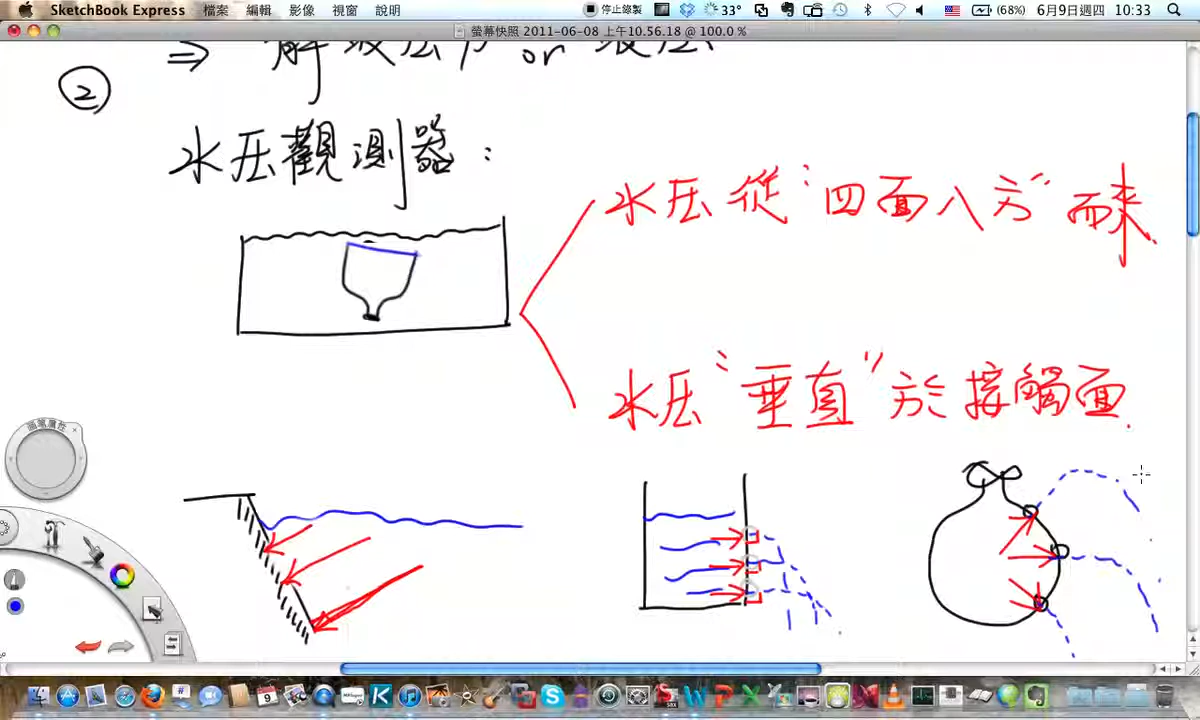 SketchBook Express 檔案 編輯 影像 視窗 說明 停止錄製 33° (68%) 6月9日週四 10:33
螢幕快照 2011-06-08 上午10.56.18 @ 100.0 %
⇒ 解 or
②
水压觀測器：
水压從“四面八方”而來.
水压“垂直”於接觸面.